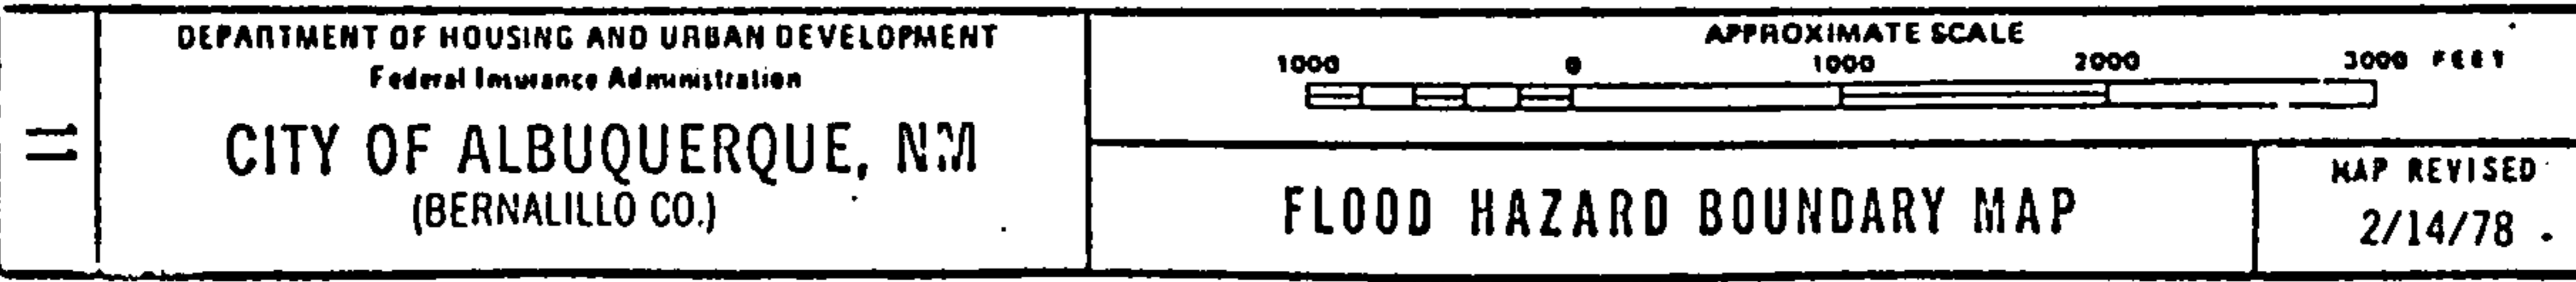 DEPARTMENT OF HOUSING AND URBAN DEVELOPMENT
Federal Insurance Administration
CITY OF ALBUQUERQUE, NM
(BERNALILLO CO.)
APPROXIMATE SCALE
1000 0 1000 2000 3000 FEET
FLOOD HAZARD BOUNDARY MAP
MAP REVISED
2/14/78